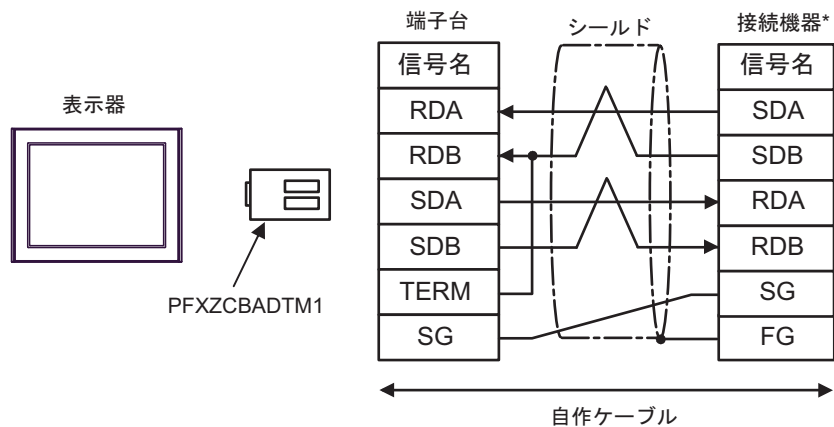 表示器
PFXZCBADTM1
端子台
シールド
接続機器*
信号名
信号名
RDA
SDA
RDB
SDB
SDA
RDA
SDB
RDB
TERM
SG
SG
FG
自作ケーブル